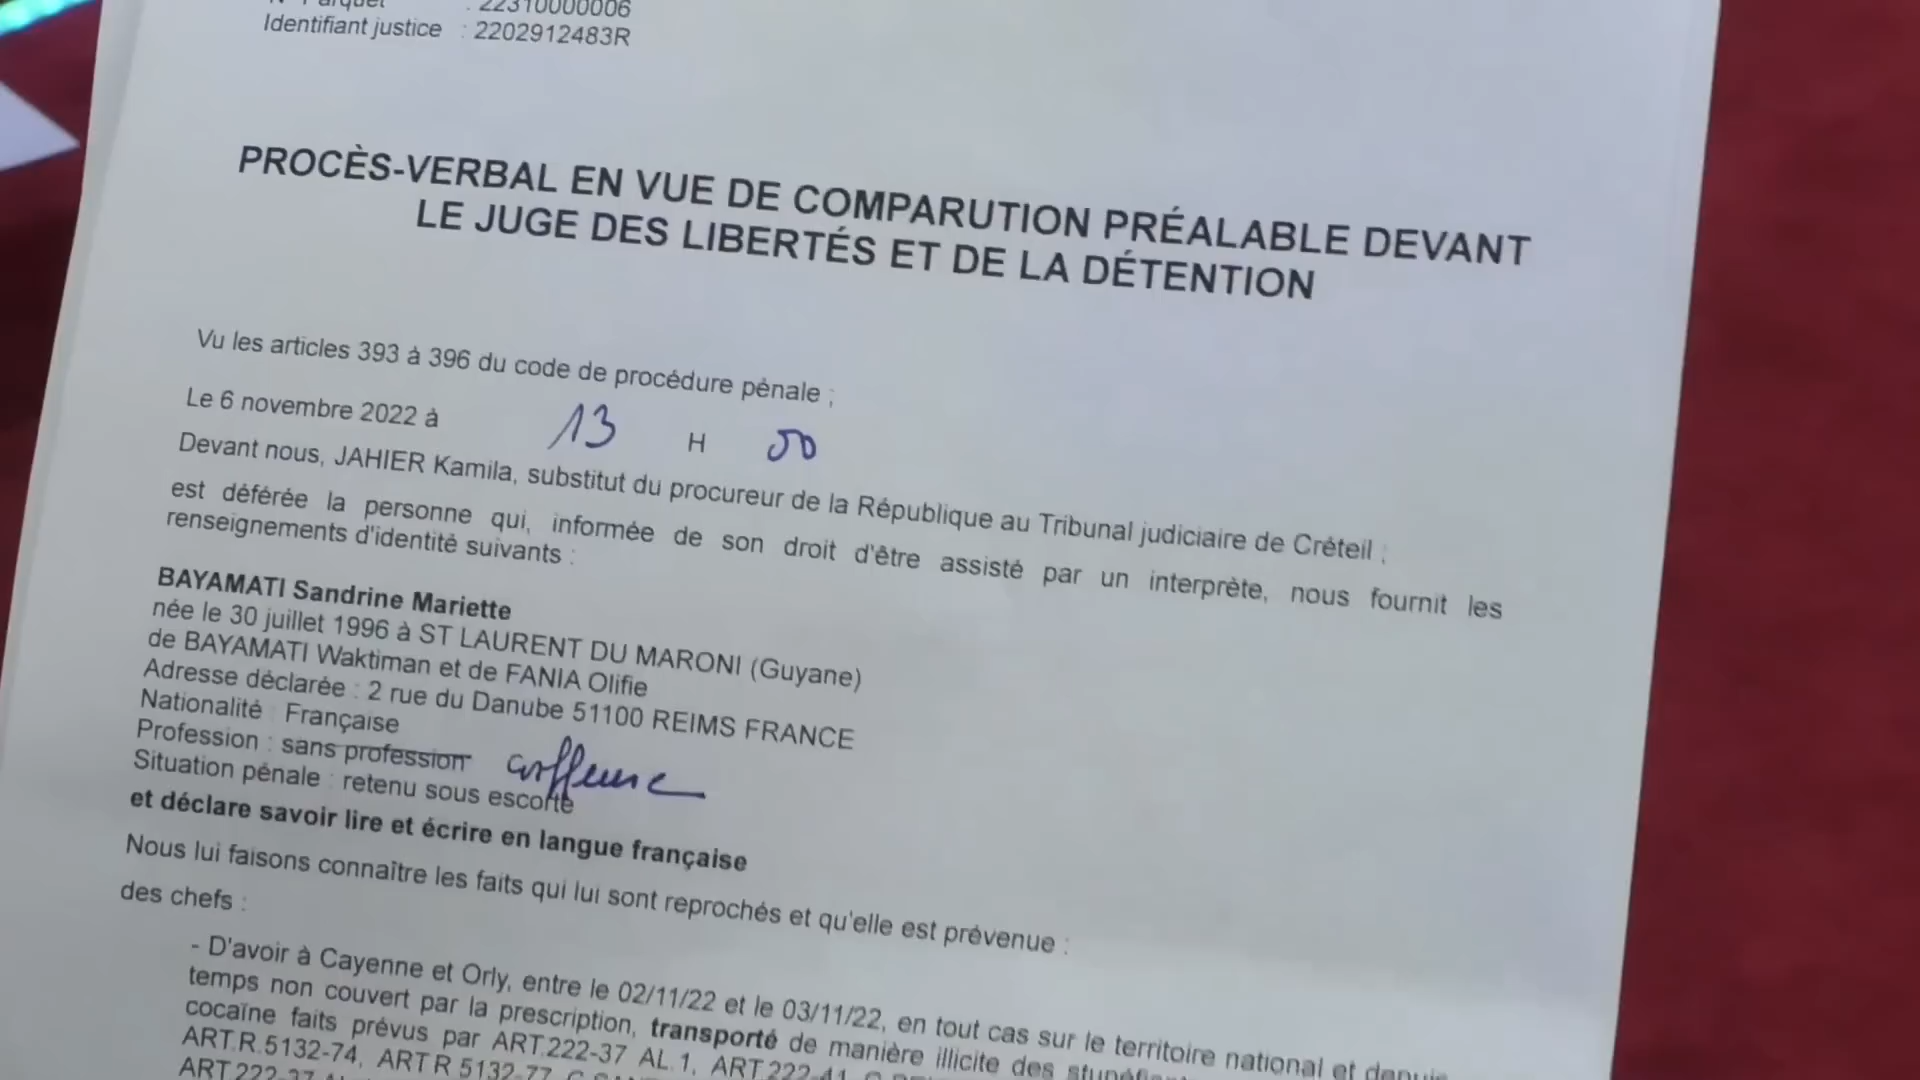 N° Parquet : 22310000006
Identifiant justice : 2202912483R
PROCÈS-VERBAL EN VUE DE COMPARUTION PRÉALABLE DEVANT
LE JUGE DES LIBERTÉS ET DE LA DÉTENTION
Vu les articles 393 à 396 du code de procédure pénale ;
Le 6 novembre 2022 à 13 H 50
Devant nous, JAHIER Kamila, substitut du procureur de la République au Tribunal judiciaire de Créteil ;
est déférée la personne qui, informée de son droit d'être assisté par un interprète, nous fournit les
renseignements d'identité suivants :
BAYAMATI Sandrine Mariette
née le 30 juillet 1996 à ST LAURENT DU MARONI (Guyane)
de BAYAMATI Waktiman et de FANIA Olifie
Adresse déclarée : 2 rue du Danube 51100 REIMS FRANCE
Nationalité : Française
Profession : sans profession coiffeuse
Situation pénale : retenu sous escorte
et déclare savoir lire et écrire en langue française
Nous lui faisons connaître les faits qui lui sont reprochés et qu'elle est prévenue :
des chefs :
- D'avoir à Cayenne et Orly, entre le 02/11/22 et le 03/11/22, en tout cas sur le territoire national et depuis
temps non couvert par la prescription, transporté de manière illicite des
cocaïne faits prévus par ART.222-37 AL.1, ART.222-41
ART.R.5132-74, ART.R.5132-77
ART.222-37